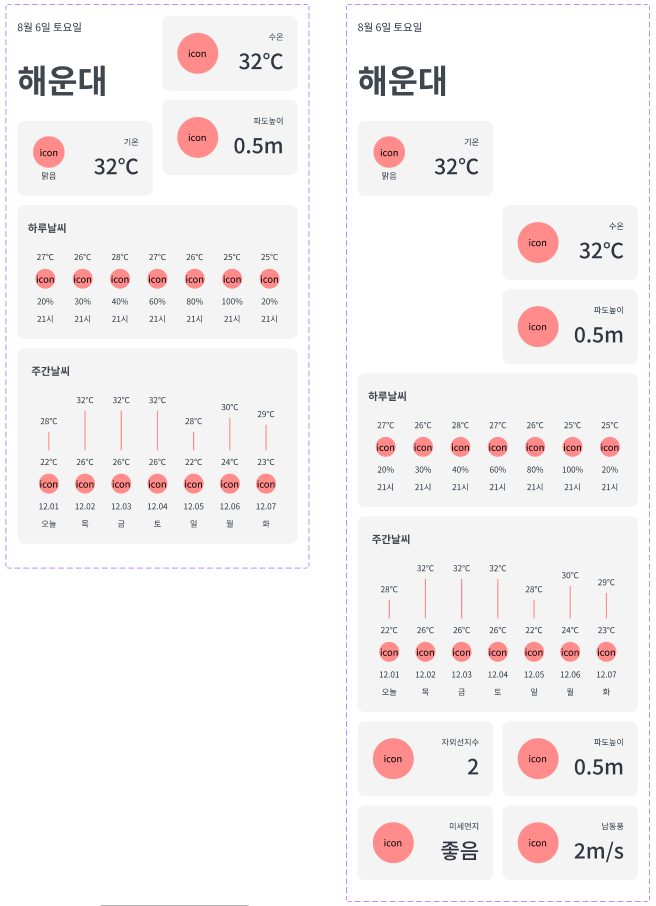 8월 6일 토요일
해운대
수온
icon
32℃
파도높이
icon
0.5m
기온
icon
32℃
맑음
하루날씨
27℃ 26℃ 28℃ 27℃ 26℃ 25℃ 25℃
icon icon icon icon icon icon icon
20% 30% 40% 60% 80% 100% 20%
21시 21시 21시 21시 21시 21시 21시
주간날씨
28℃ 32℃ 32℃ 32℃ 28℃ 30℃ 29℃
22℃ 26℃ 26℃ 26℃ 22℃ 24℃ 23℃
icon icon icon icon icon icon icon
12.01 12.02 12.03 12.04 12.05 12.06 12.07
오늘 목 금 토 일 월 화
8월 6일 토요일
해운대
기온
icon
32℃
맑음
수온
icon
32℃
파도높이
icon
0.5m
하루날씨
27℃ 26℃ 28℃ 27℃ 26℃ 25℃ 25℃
icon icon icon icon icon icon icon
20% 30% 40% 60% 80% 100% 20%
21시 21시 21시 21시 21시 21시 21시
주간날씨
28℃ 32℃ 32℃ 32℃ 28℃ 30℃ 29℃
22℃ 26℃ 26℃ 26℃ 22℃ 24℃ 23℃
icon icon icon icon icon icon icon
12.01 12.02 12.03 12.04 12.05 12.06 12.07
오늘 목 금 토 일 월 화
자외선지수
icon
2
파도높이
icon
0.5m
미세먼지
icon
좋음
남동풍
icon
2m/s